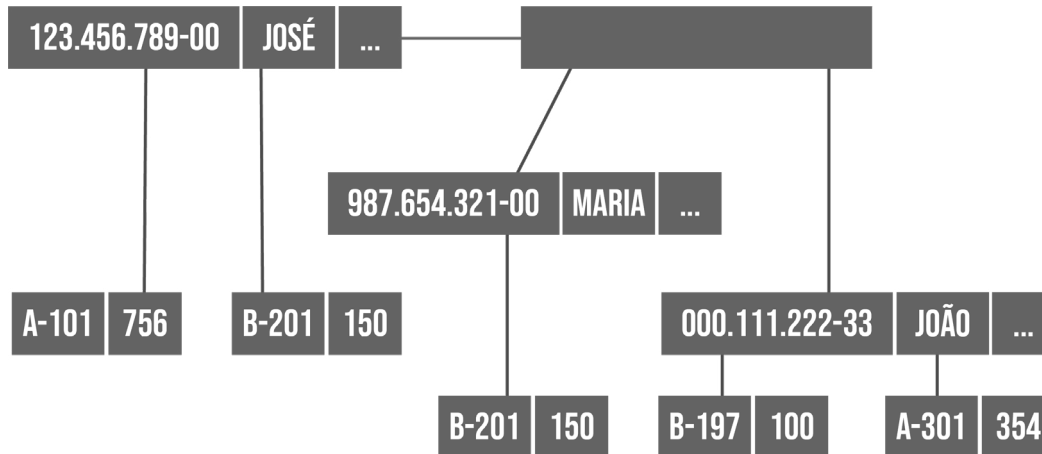 123.456.789-00 JOSÉ ...
987.654.321-00 MARIA ...
A-101 756 B-201 150 000.111.222-33 JOÃO ...
B-201 150 B-197 100 A-301 354